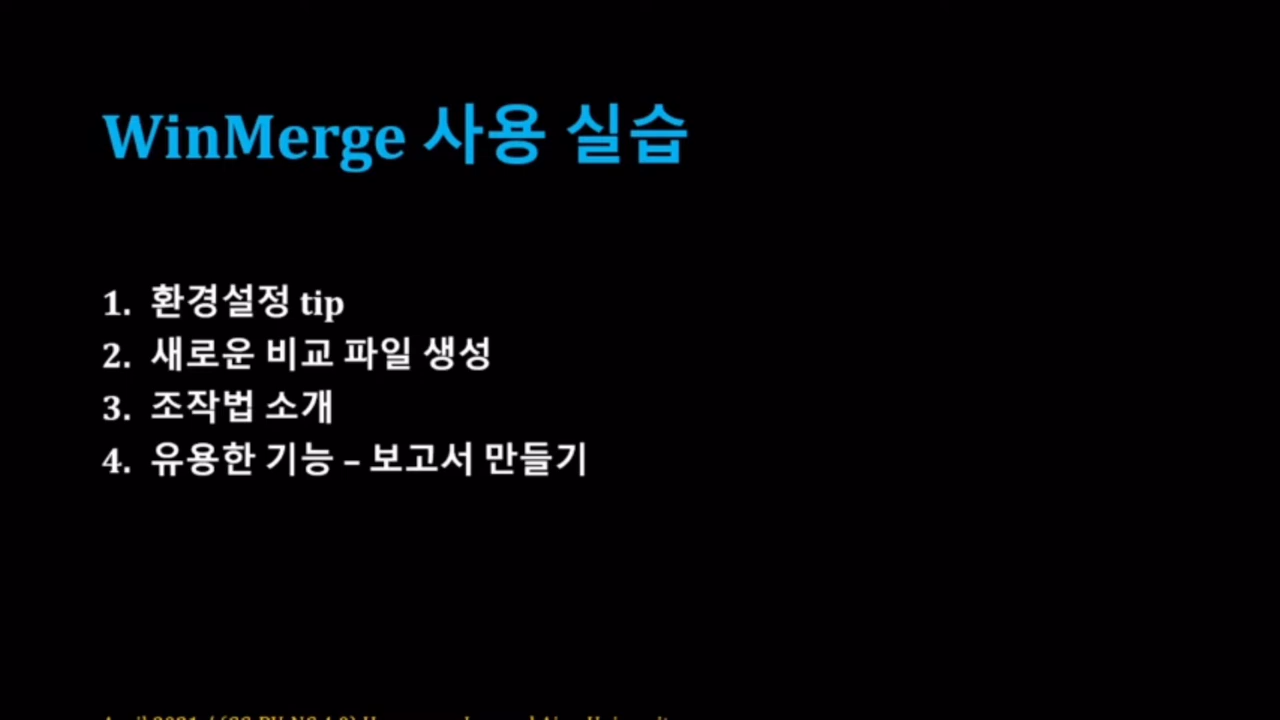 WinMerge 사용 실습
1. 환경설정 tip
2. 새로운 비교 파일 생성
3. 조작법 소개
4. 유용한 기능 – 보고서 만들기